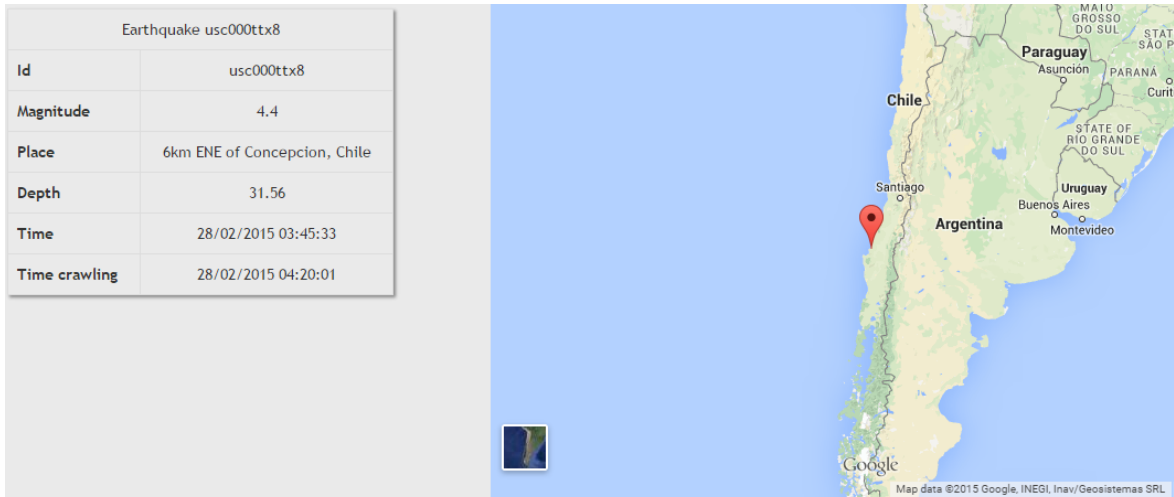 Earthquake usc000ttx8
Id usc000ttx8
Magnitude 4.4
Place 6km ENE of Concepcion, Chile
Depth 31.56
Time 28/02/2015 03:45:33
Time crawling 28/02/2015 04:20:01
MATO
GROSSO
DO SUL
STAT
SÃO P
Paraguay
Asunción
PARANÁ
Curit
Chile
STATE OF
RIO GRANDE
DO SUL
Santiago
Uruguay
Buenos Aires
Argentina
Montevideo
Google
Map data ©2015 Google, INEGI, Inav/Geosistemas SRL